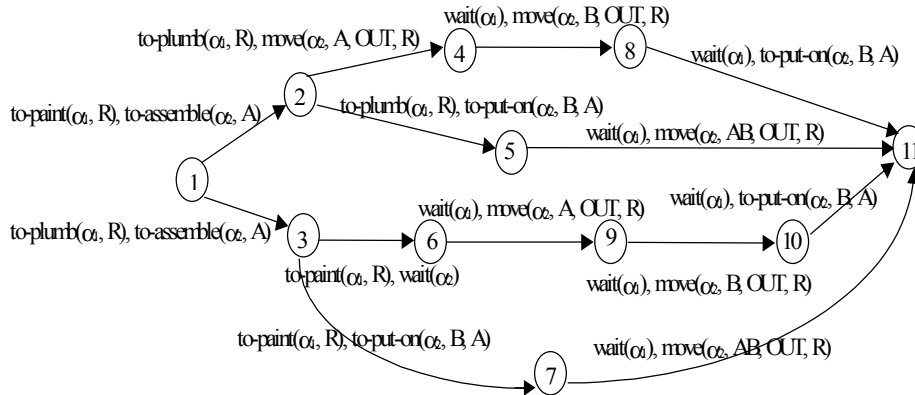 wait(α1), move(α2, B, OUT, R)
to-plumb(α1, R), move(α2, A, OUT, R)
4
8
wait(α1), to-put-on(α2, B, A)
2
to-paint(α1, R), to-assemble(α2, A)
to-plumb(α1, R), to-put-on(α2, B, A)
wait(α1), move(α2, AB, OUT, R)
5
11
1
wait(α1), move(α2, A, OUT, R)
wait(α1), to-put-on(α2, B, A)
to-plumb(α1, R), to-assemble(α2, A)
3
6
9
10
to-paint(α1, R), wait(α2)
wait(α1), move(α2, B, OUT, R)
to-paint(α1, R), to-put-on(α2, B, A)
wait(α1), move(α2, AB, OUT, R)
7